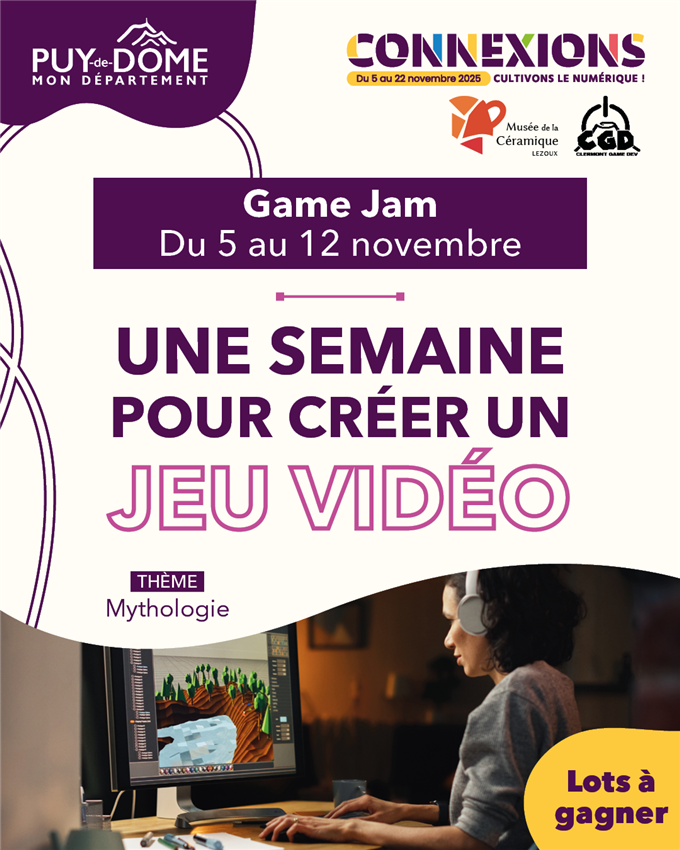 PUY-de-DÔME
MON DÉPARTEMENT
CONNEXIONS
Du 5 au 22 novembre 2025 CULTIVONS LE NUMÉRIQUE !
Musée de la
Céramique
LEZOUX
CGD
CLERMONT GAME DEV
Game Jam
Du 5 au 12 novembre
UNE SEMAINE
POUR CRÉER UN
JEU VIDÉO
THÈME
Mythologie
Lots à
gagner